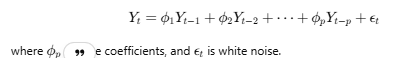 Yₜ = ϕ₁Yₜ₋₁ + ϕ₂Yₜ₋₂ + ⋯ + ϕₚYₜ₋ₚ + ϵₜ
where ϕₚ e coefficients, and ϵₜ is white noise.